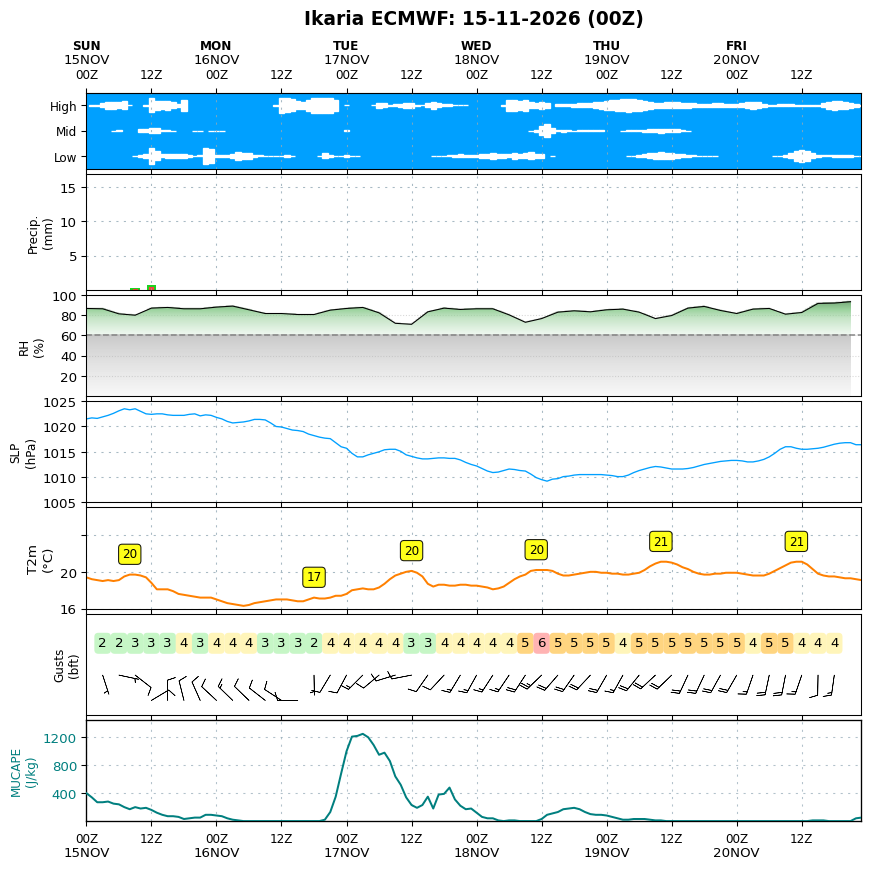 Ikaria ECMWF: 15-11-2026 (00Z)
SUN MON TUE WED THU FRI
15NOV 16NOV 17NOV 18NOV 19NOV 20NOV
00Z 12Z 00Z 12Z 00Z 12Z 00Z 12Z 00Z 12Z 00Z 12Z
High
Mid
Low
Precip.
(mm)
15
10
5
RH
(%)
100
80
60
40
20
SLP
(hPa)
1025
1020
1015
1010
1005
T2m
(°C)
20
16
20 17 20 20 21 21
Gusts
(bft)
2 2 3 3 3 4 3 4 4 4 3 3 3 2 4 4 4 4 4 3 3 4 4 4 4 4 5 6 5 5 5 5 4 5 5 5 5 5 5 5 4 5 5 4 4 4
MUCAPE
(J/kg)
1200
800
400
00Z 12Z 00Z 12Z 00Z 12Z 00Z 12Z 00Z 12Z 00Z 12Z
15NOV 16NOV 17NOV 18NOV 19NOV 20NOV